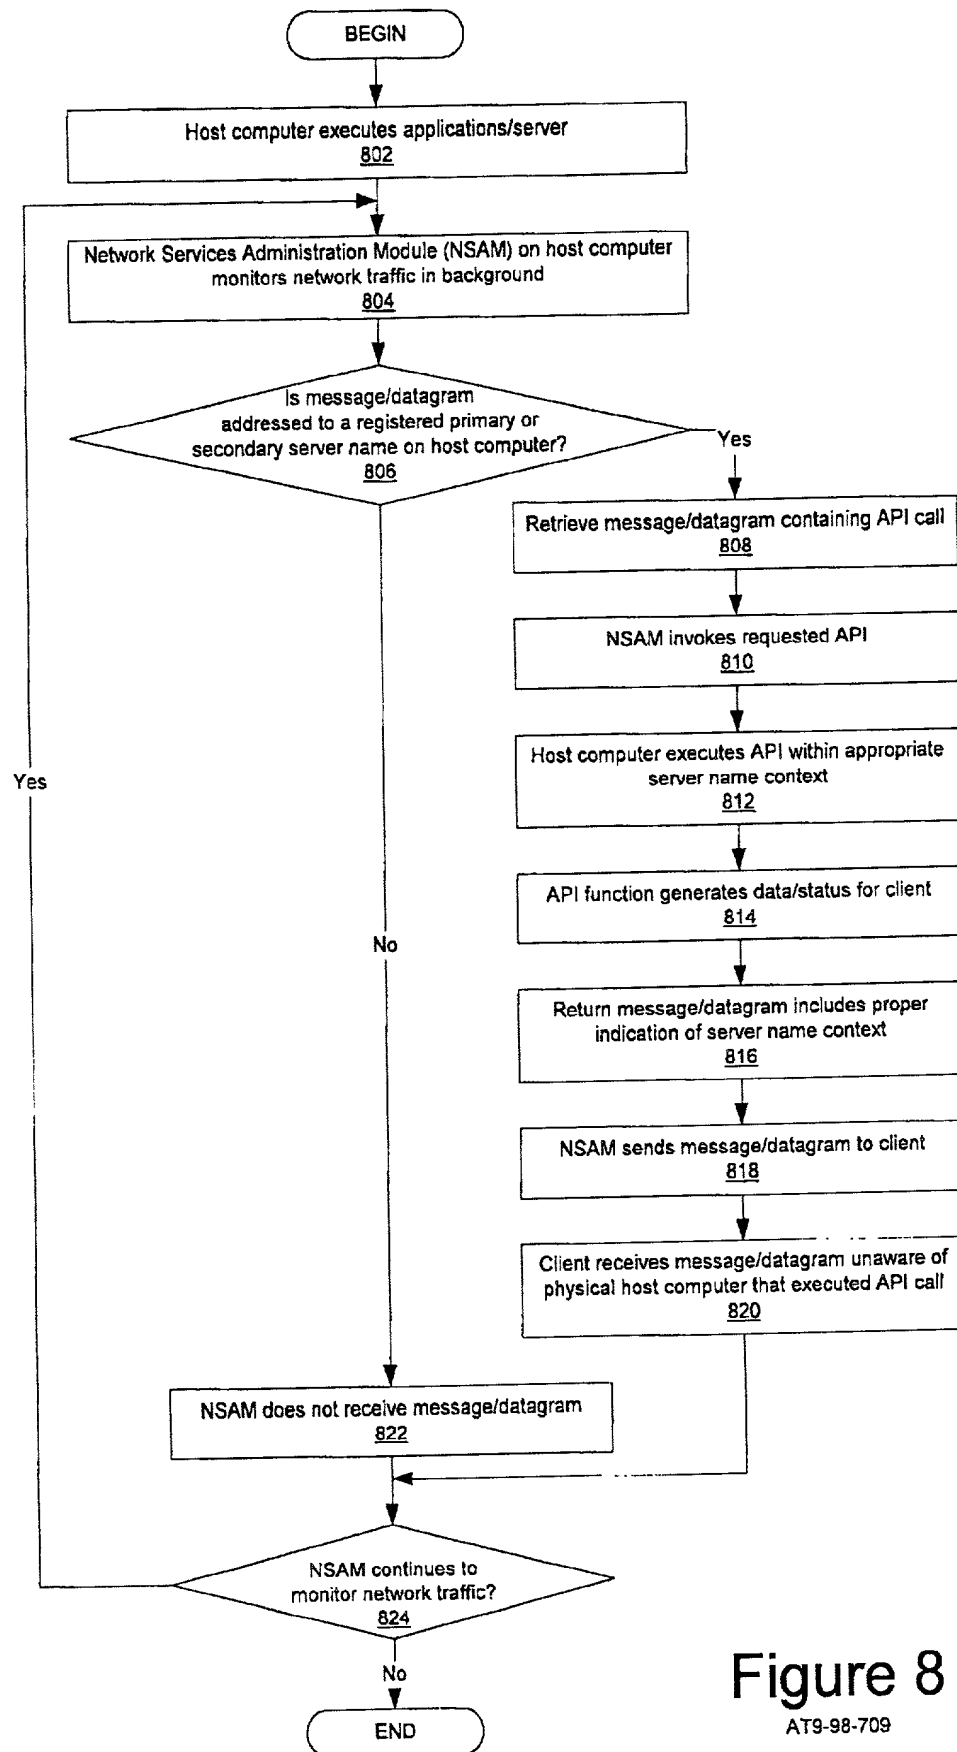 BEGIN
Host computer executes applications/server
802
Network Services Administration Module (NSAM) on host computer
monitors network traffic in background
804
Is message/datagram
addressed to a registered primary or
secondary server name on host computer?
806
Yes
Retrieve message/datagram containing API call
808
NSAM invokes requested API
810
Host computer executes API within appropriate
server name context
812
Yes
API function generates data/status for client
814
No
Return message/datagram includes proper
indication of server name context
816
NSAM sends message/datagram to client
818
Client receives message/datagram unaware of
physical host computer that executed API call
820
NSAM does not receive message/datagram
822
NSAM continues to
monitor network traffic?
824
No
END
Figure 8
AT9-98-709